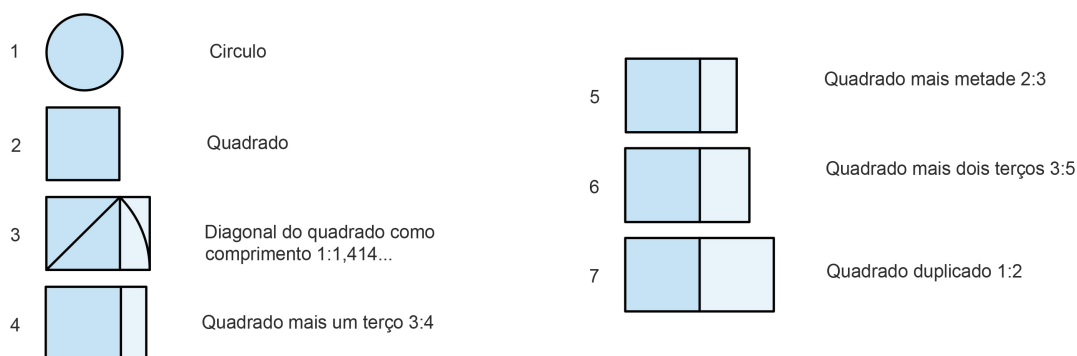 1 Circulo
2 Quadrado
3 Diagonal do quadrado como
comprimento 1:1,414...
4 Quadrado mais um terço 3:4
5 Quadrado mais metade 2:3
6 Quadrado mais dois terços 3:5
7 Quadrado duplicado 1:2